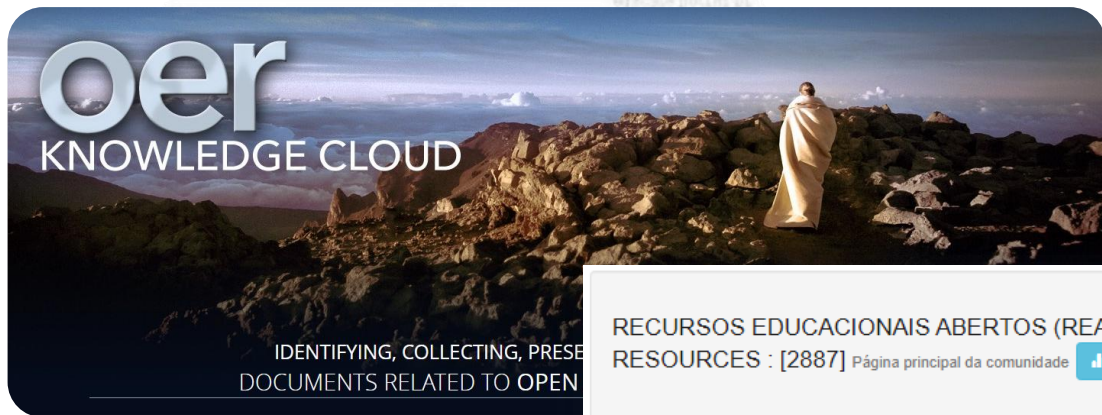 oer
KNOWLEDGE CLOUD
IDENTIFYING, COLLECTING, PRESE
DOCUMENTS RELATED TO OPEN
RECURSOS EDUCACIONAIS ABERTOS (REA
RESOURCES : [2887] Página principal da comunidade